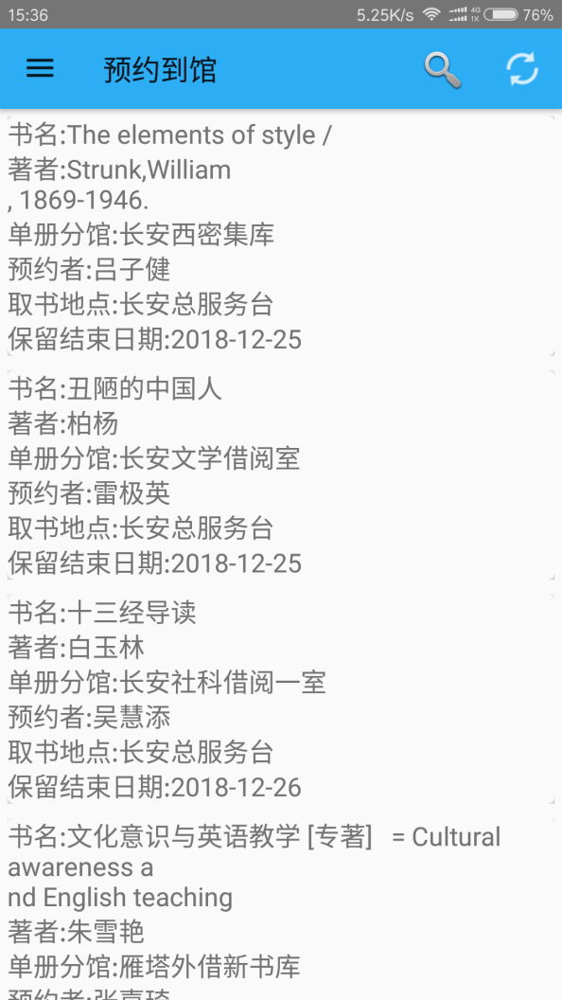 15:36 5.25K/s 4G 1X 76%
预约到馆
书名:The elements of style /
著者:Strunk,William
, 1869-1946.
单册分馆:长安西密集库
预约者:吕子健
取书地点:长安总服务台
保留结束日期:2018-12-25
书名:丑陋的中国人
著者:柏杨
单册分馆:长安文学借阅室
预约者:雷极英
取书地点:长安总服务台
保留结束日期:2018-12-25
书名:十三经导读
著者:白玉林
单册分馆:长安社科借阅一室
预约者:吴慧添
取书地点:长安总服务台
保留结束日期:2018-12-26
书名:文化意识与英语教学 [专著]   = Cultural
awareness a
nd English teaching
著者:朱雪艳
单册分馆:雁塔外借新书库
预约者:张嘉琦